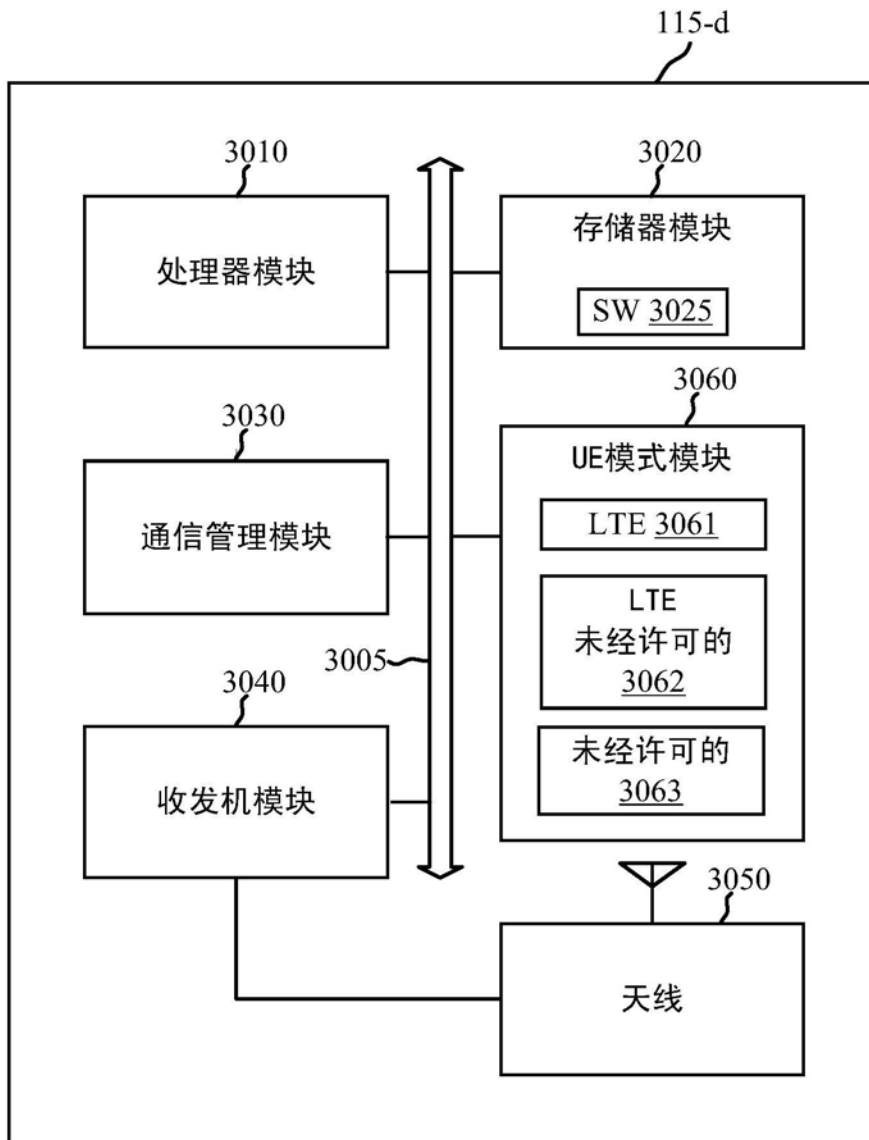 115-d
3010
处理器模块
3020
存储器模块
SW 3025
3030
通信管理模块
3060
UE模式模块
LTE 3061
LTE
未经许可的
3062
未经许可的
3063
3005
3040
收发机模块
3050
天线